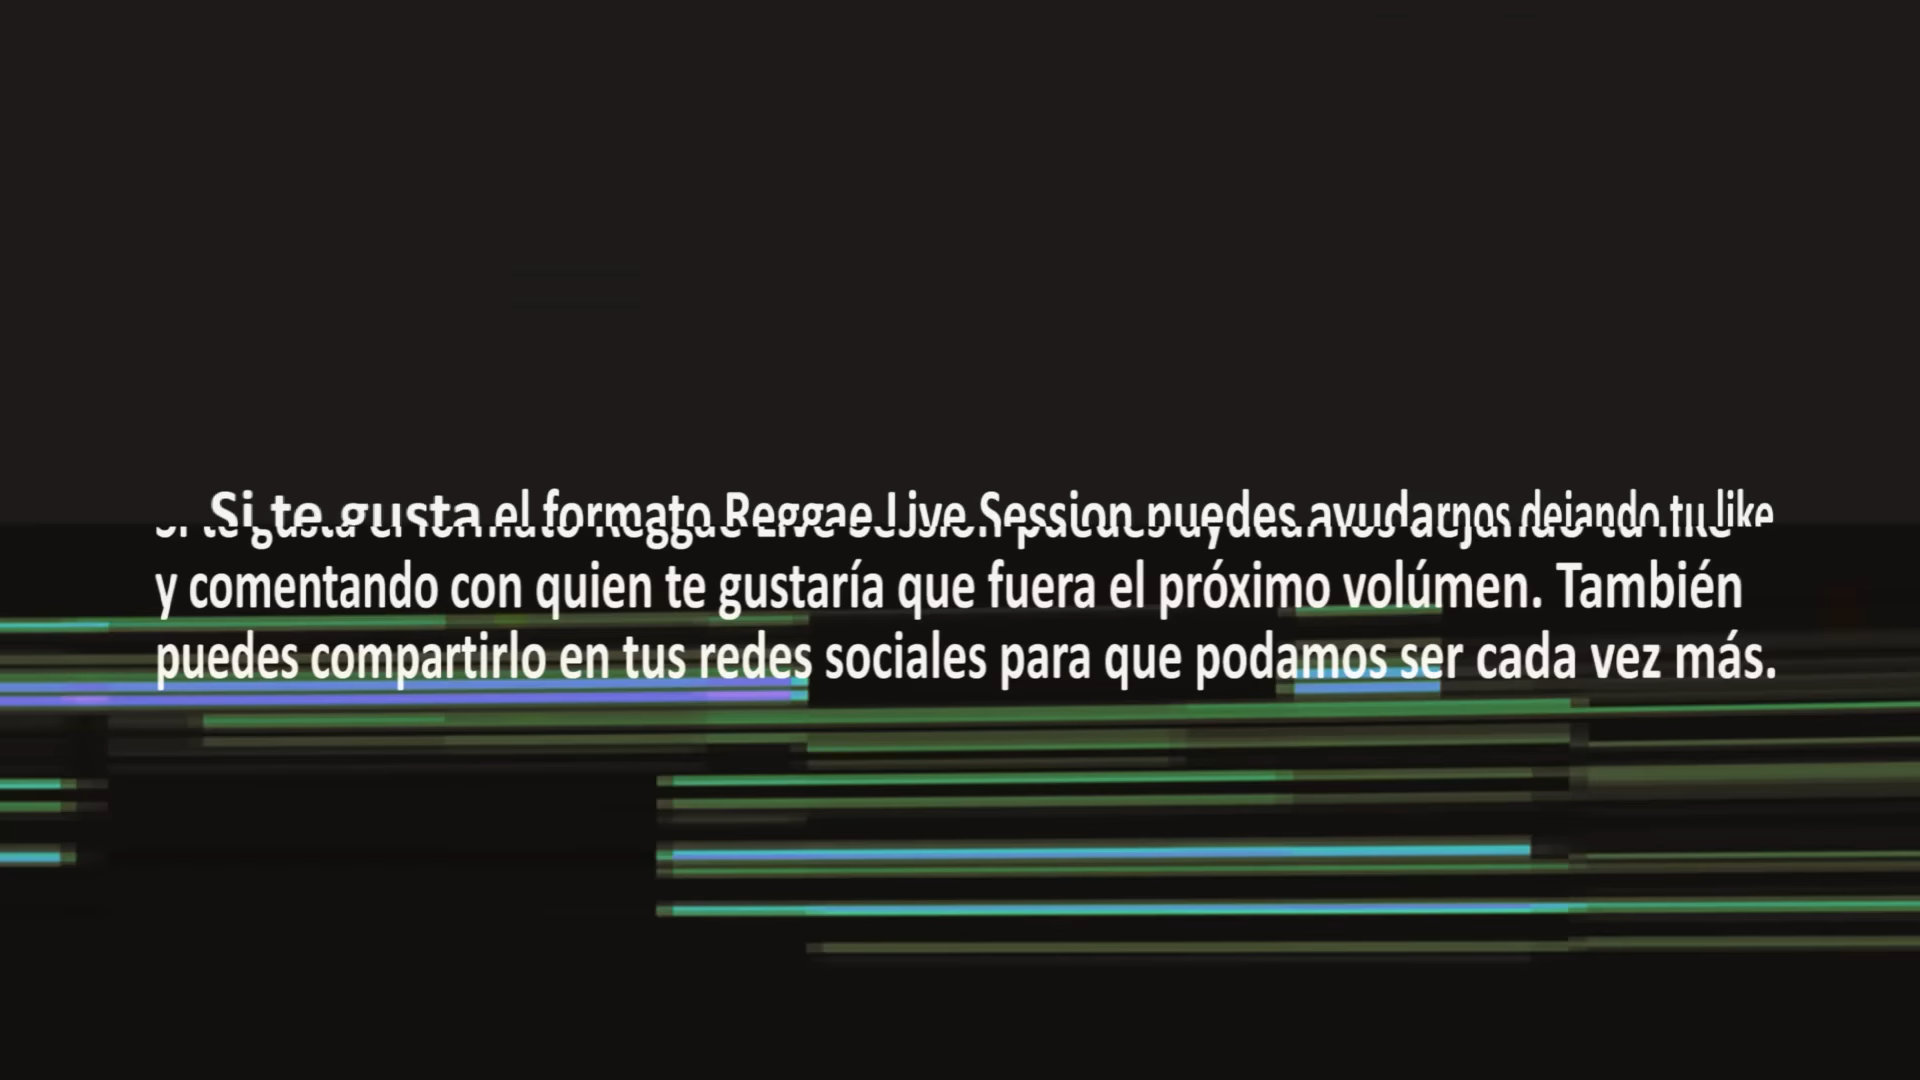 Si te gusta el formato Reggae Live Session puedes ayudarnos dejando tu like
y comentando con quien te gustaría que fuera el próximo volúmen. También
puedes compartirlo en tus redes sociales para que podamos ser cada vez más.